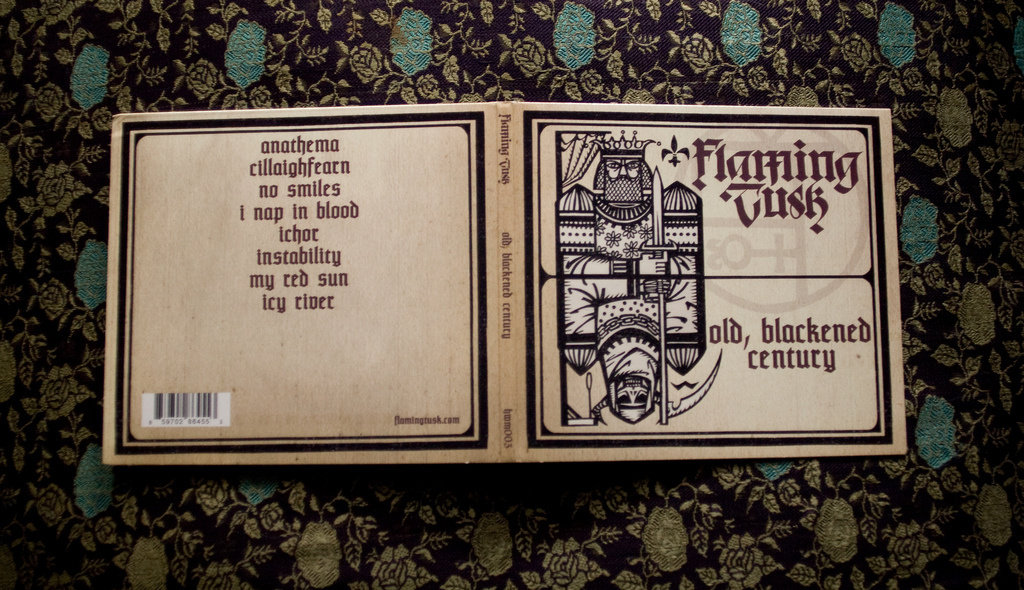 anathema
cillaighfearn
no smiles
i nap in blood
ichor
instability
my red sun
icy river
flamingtusk.com
Flaming Tusk
old, blackened century
hmm003
Flaming
Tusk
old, blackened
century